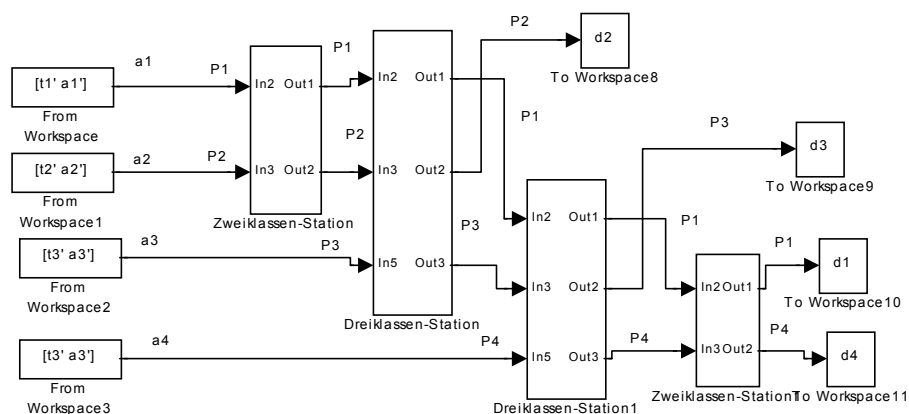 [t1' a1']
From
Workspace
a1
P1
[t2' a2']
From
Workspace1
a2
P2
In2
Out1
In3
Out2
Zweiklassen-Station
P1
P2
[t3' a3']
From
Workspace2
a3
P3
In2
Out1
In3
Out2
In5
Out3
Dreiklassen-Station
P2
d2
To Workspace8
P1
P3
[t3' a3']
From
Workspace3
a4
P4
In2
Out1
In3
Out2
In5
Out3
Dreiklassen-Station1
P3
d3
To Workspace9
P1
P4
In2
Out1
In3
Out2
Zweiklassen-Station1
P1
d1
To Workspace10
P4
d4
To Workspace11